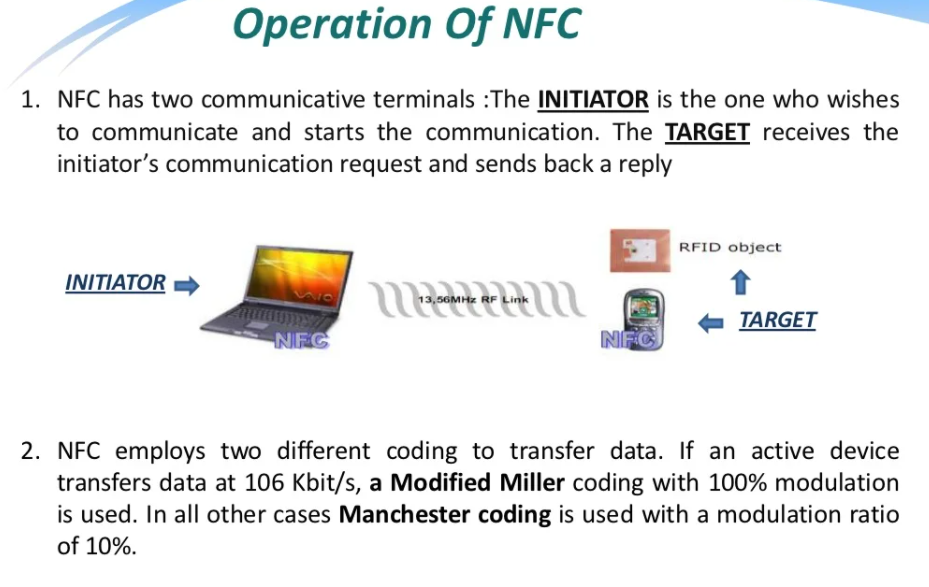 Operation Of NFC
1. NFC has two communicative terminals :The INITIATOR is the one who wishes
to communicate and starts the communication. The TARGET receives the
initiator’s communication request and sends back a reply
RFID object
INITIATOR
VAIO
13,56MHz RF Link
TARGET
NFC
NFC
2. NFC employs two different coding to transfer data. If an active device
transfers data at 106 Kbit/s, a Modified Miller coding with 100% modulation
is used. In all other cases Manchester coding is used with a modulation ratio
of 10%.